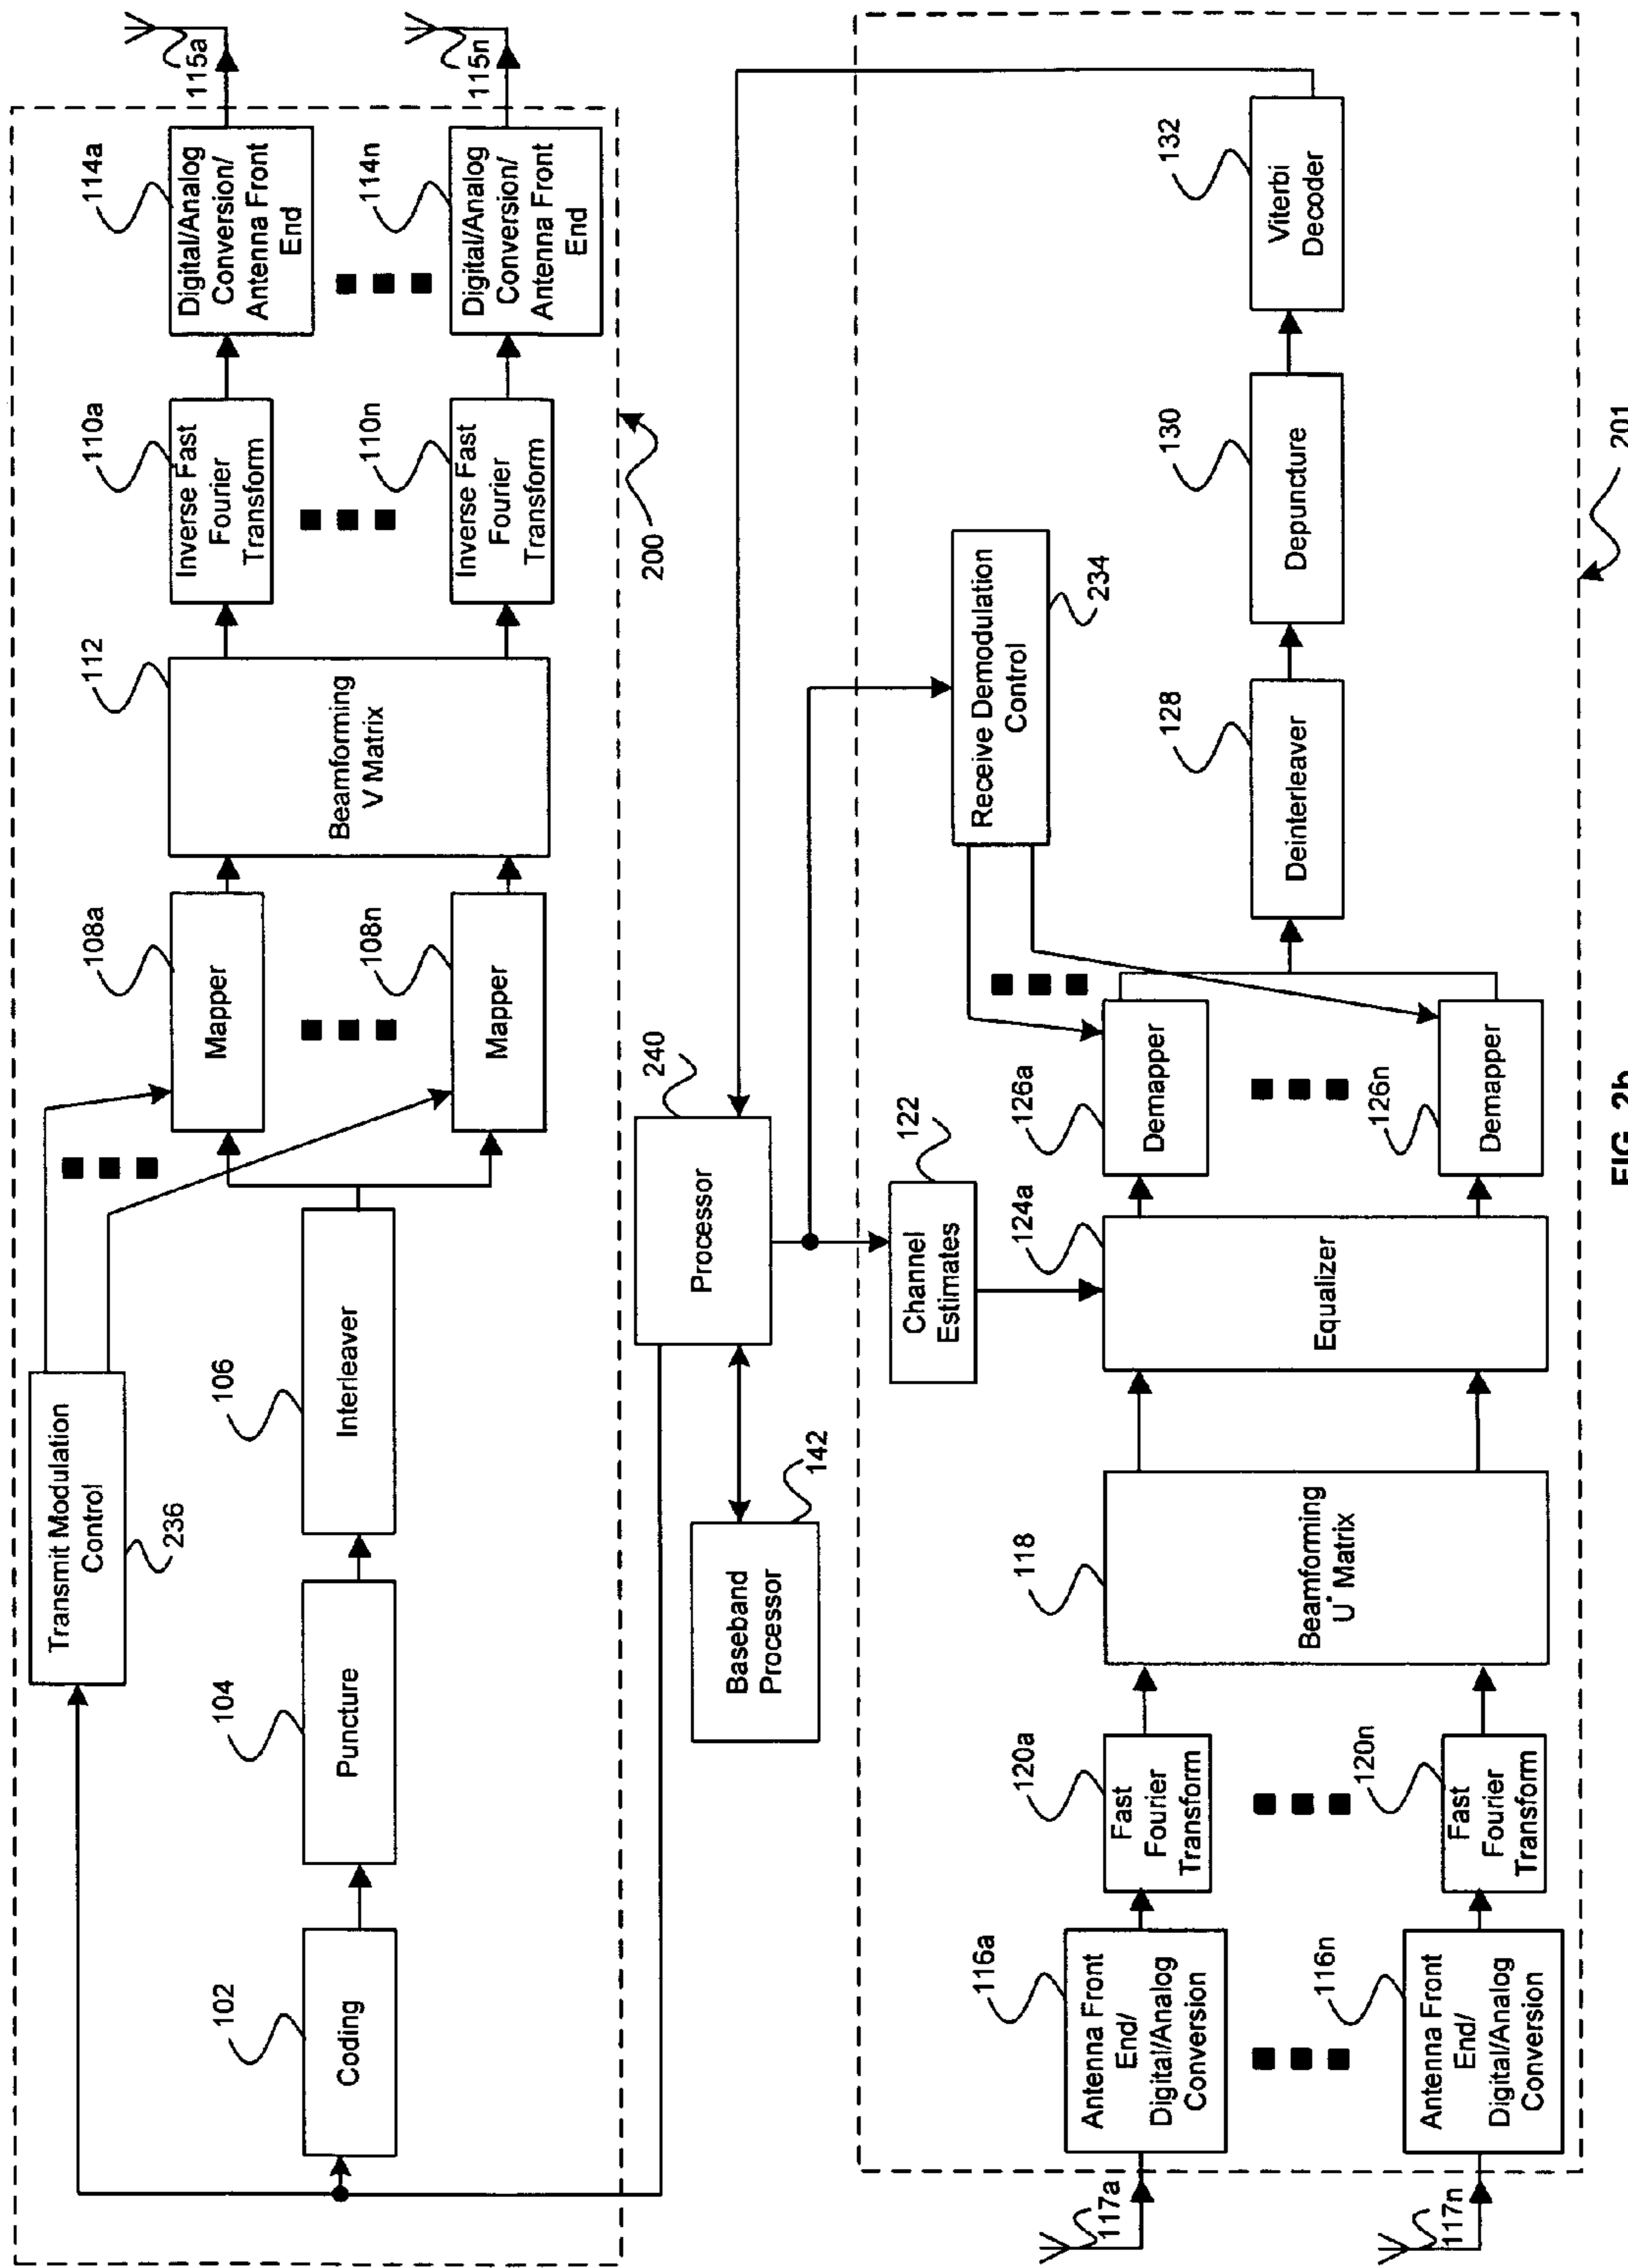 Transmit Modulation
Control
236
102
Coding
104
Puncture
106
Interleaver
108a
Mapper
108n
Mapper
112
Beamforming
V Matrix
110a
Inverse Fast
Fourier
Transform
110n
Inverse Fast
Fourier
Transform
114a
Digital/Analog
Conversion/
Antenna Front
End
114n
Digital/Analog
Conversion/
Antenna Front
End
115a
115n
200
240
Processor
142
Baseband
Processor
122
Channel
Estimates
Receive Demodulation
Control
234
117a
117n
116a
Antenna Front
End/
Digital/Analog
Conversion
116n
Antenna Front
End/
Digital/Analog
Conversion
120a
Fast
Fourier
Transform
120n
Fast
Fourier
Transform
118
Beamforming
U* Matrix
124a
Equalizer
126a
Demapper
126n
Demapper
128
Deinterleaver
130
Depuncture
132
Viterbi
Decoder
201
FIG. 2b